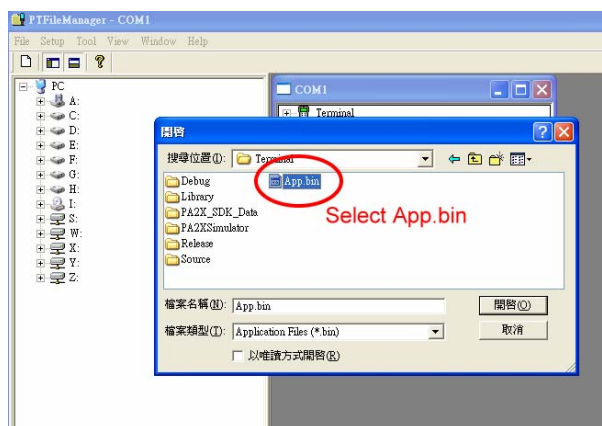 PTFileManager - COM1
File Setup Tool View Window Help
PC
A:
C:
D:
E:
F:
G:
H:
I:
S:
W:
X:
Y:
Z:
COM1
Terminal
開啓
搜尋位置(I): Terminal
Debug
Library
PA2X_SDK_Data
PA2XSimulator
Release
Source
App.bin
Select App.bin
檔案名稱(N): App.bin
開啓(O)
檔案類型(T): Application Files (*.bin)
取消
以唯讀方式開啓(R)